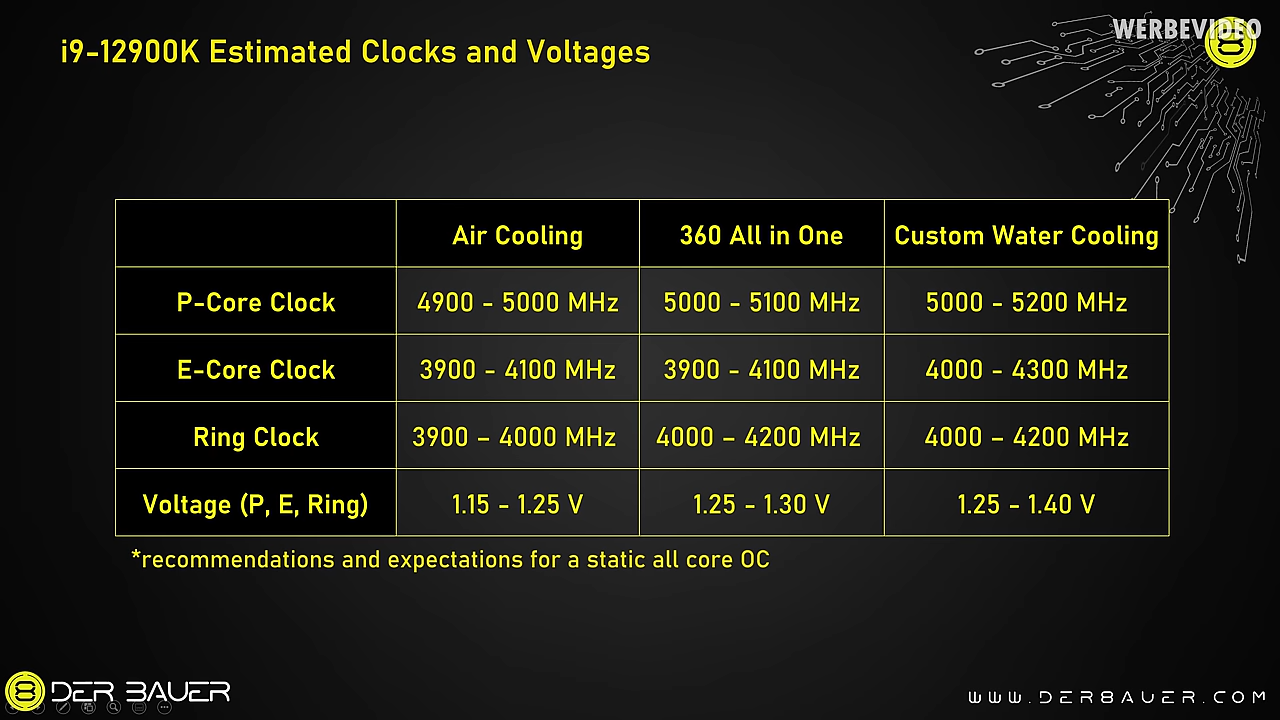 WERBEVIDEO
i9-12900K Estimated Clocks and Voltages
Air Cooling 360 All in One Custom Water Cooling
P-Core Clock 4900 - 5000 MHz 5000 - 5100 MHz 5000 - 5200 MHz
E-Core Clock 3900 - 4100 MHz 3900 - 4100 MHz 4000 - 4300 MHz
Ring Clock 3900 – 4000 MHz 4000 – 4200 MHz 4000 – 4200 MHz
Voltage (P, E, Ring) 1.15 - 1.25 V 1.25 - 1.30 V 1.25 - 1.40 V
*recommendations and expectations for a static all core OC
8 DER 8AUER
WWW.DER8AUER.COM